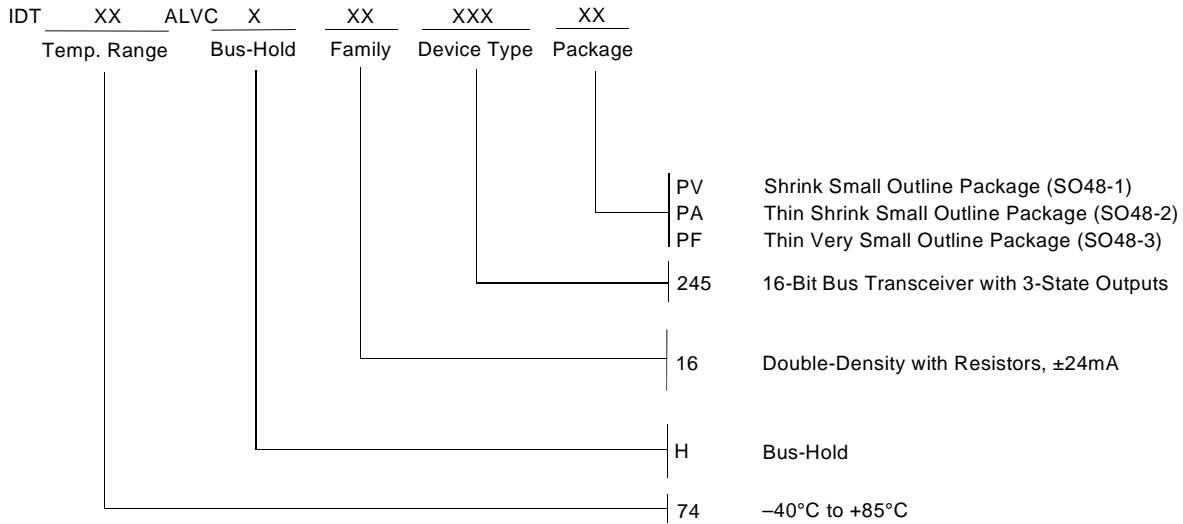 IDT XX ALVC X XX XXX XX
Temp. Range Bus-Hold Family Device Type Package
PV Shrink Small Outline Package (SO48-1)
PA Thin Shrink Small Outline Package (SO48-2)
PF Thin Very Small Outline Package (SO48-3)
245 16-Bit Bus Transceiver with 3-State Outputs
16 Double-Density with Resistors, ±24mA
H Bus-Hold
74 –40°C to +85°C